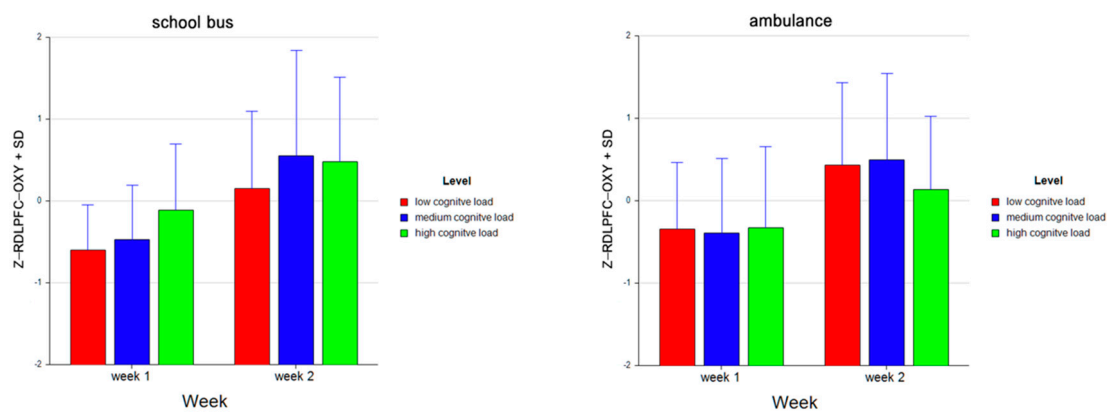 school bus
Z-RDLPFC-OXY + SD
2
1
0
-1
-2
week 1
week 2
Week
Level
low cognitve load
medium cognitve load
high cognitve load
ambulance
Z-RDLPFC-OXY + SD
2
1
0
-1
-2
week 1
week 2
Week
Level
low cognitve load
medium cognitve load
high cognitve load